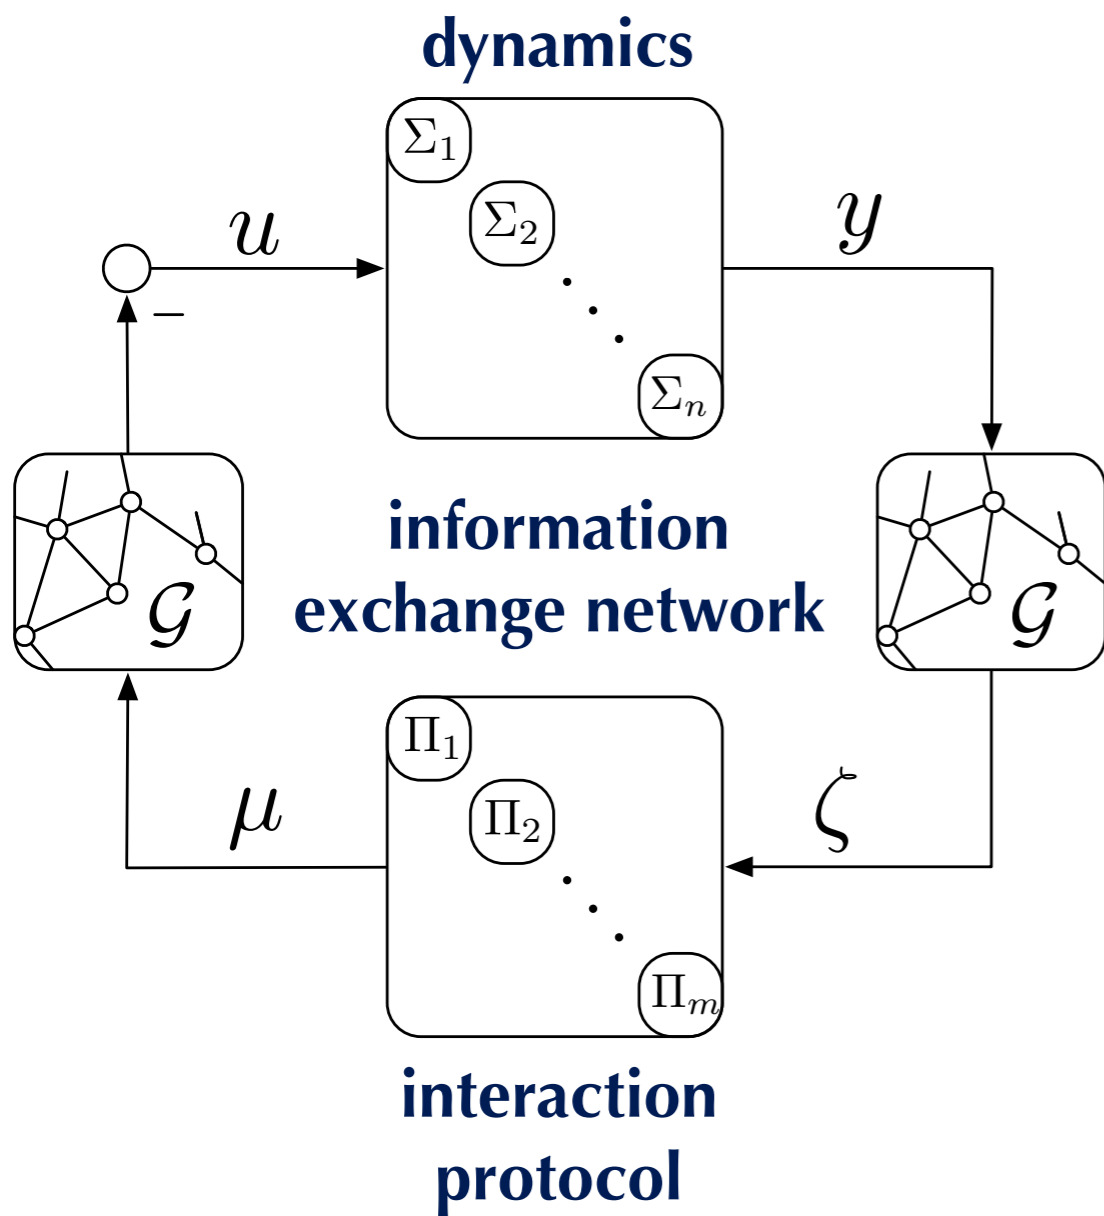 dynamics
Σ1
Σ2
u
y
−
Σn
information
exchange network
𝒢
𝒢
Π1
Π2
μ
ζ
Πm
interaction
protocol